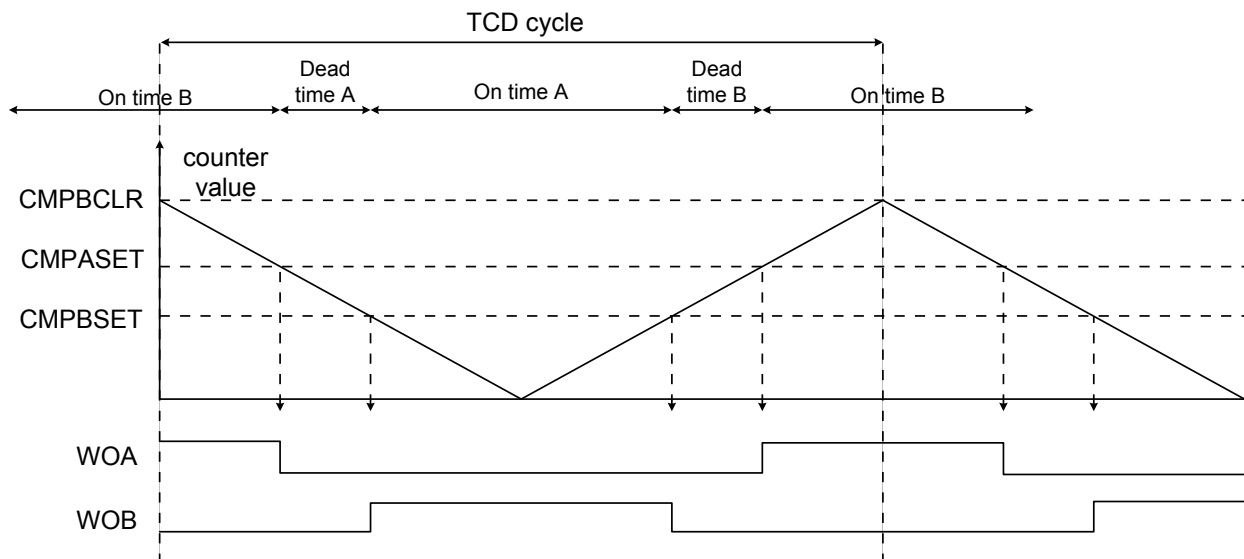 TCD cycle
On time B
Dead
time A
On time A
Dead
time B
On time B
counter
value
CMPBCLR
CMPASET
CMPBSET
WOA
WOB